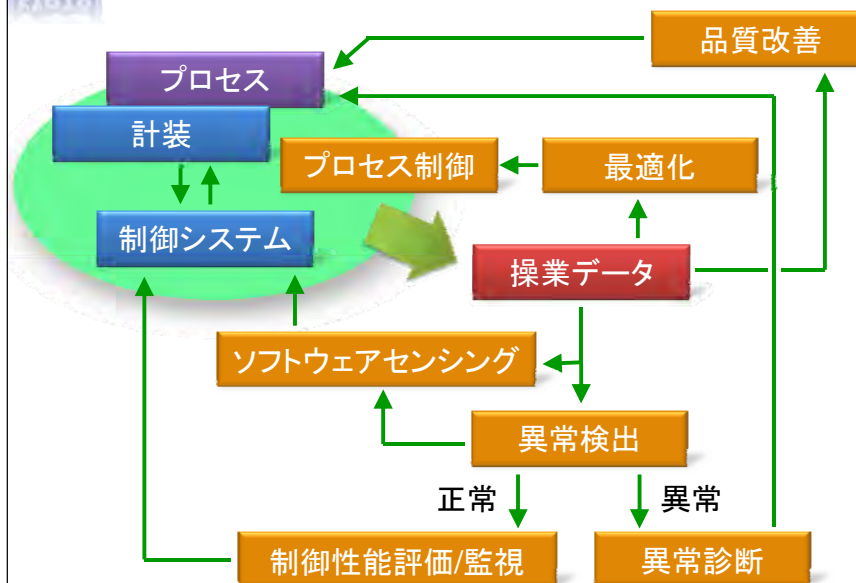 品質改善
プロセス
計装
プロセス制御
最適化
制御システム
操業データ
ソフトウェアセンシング
異常検出
正常
異常
制御性能評価/監視
異常診断